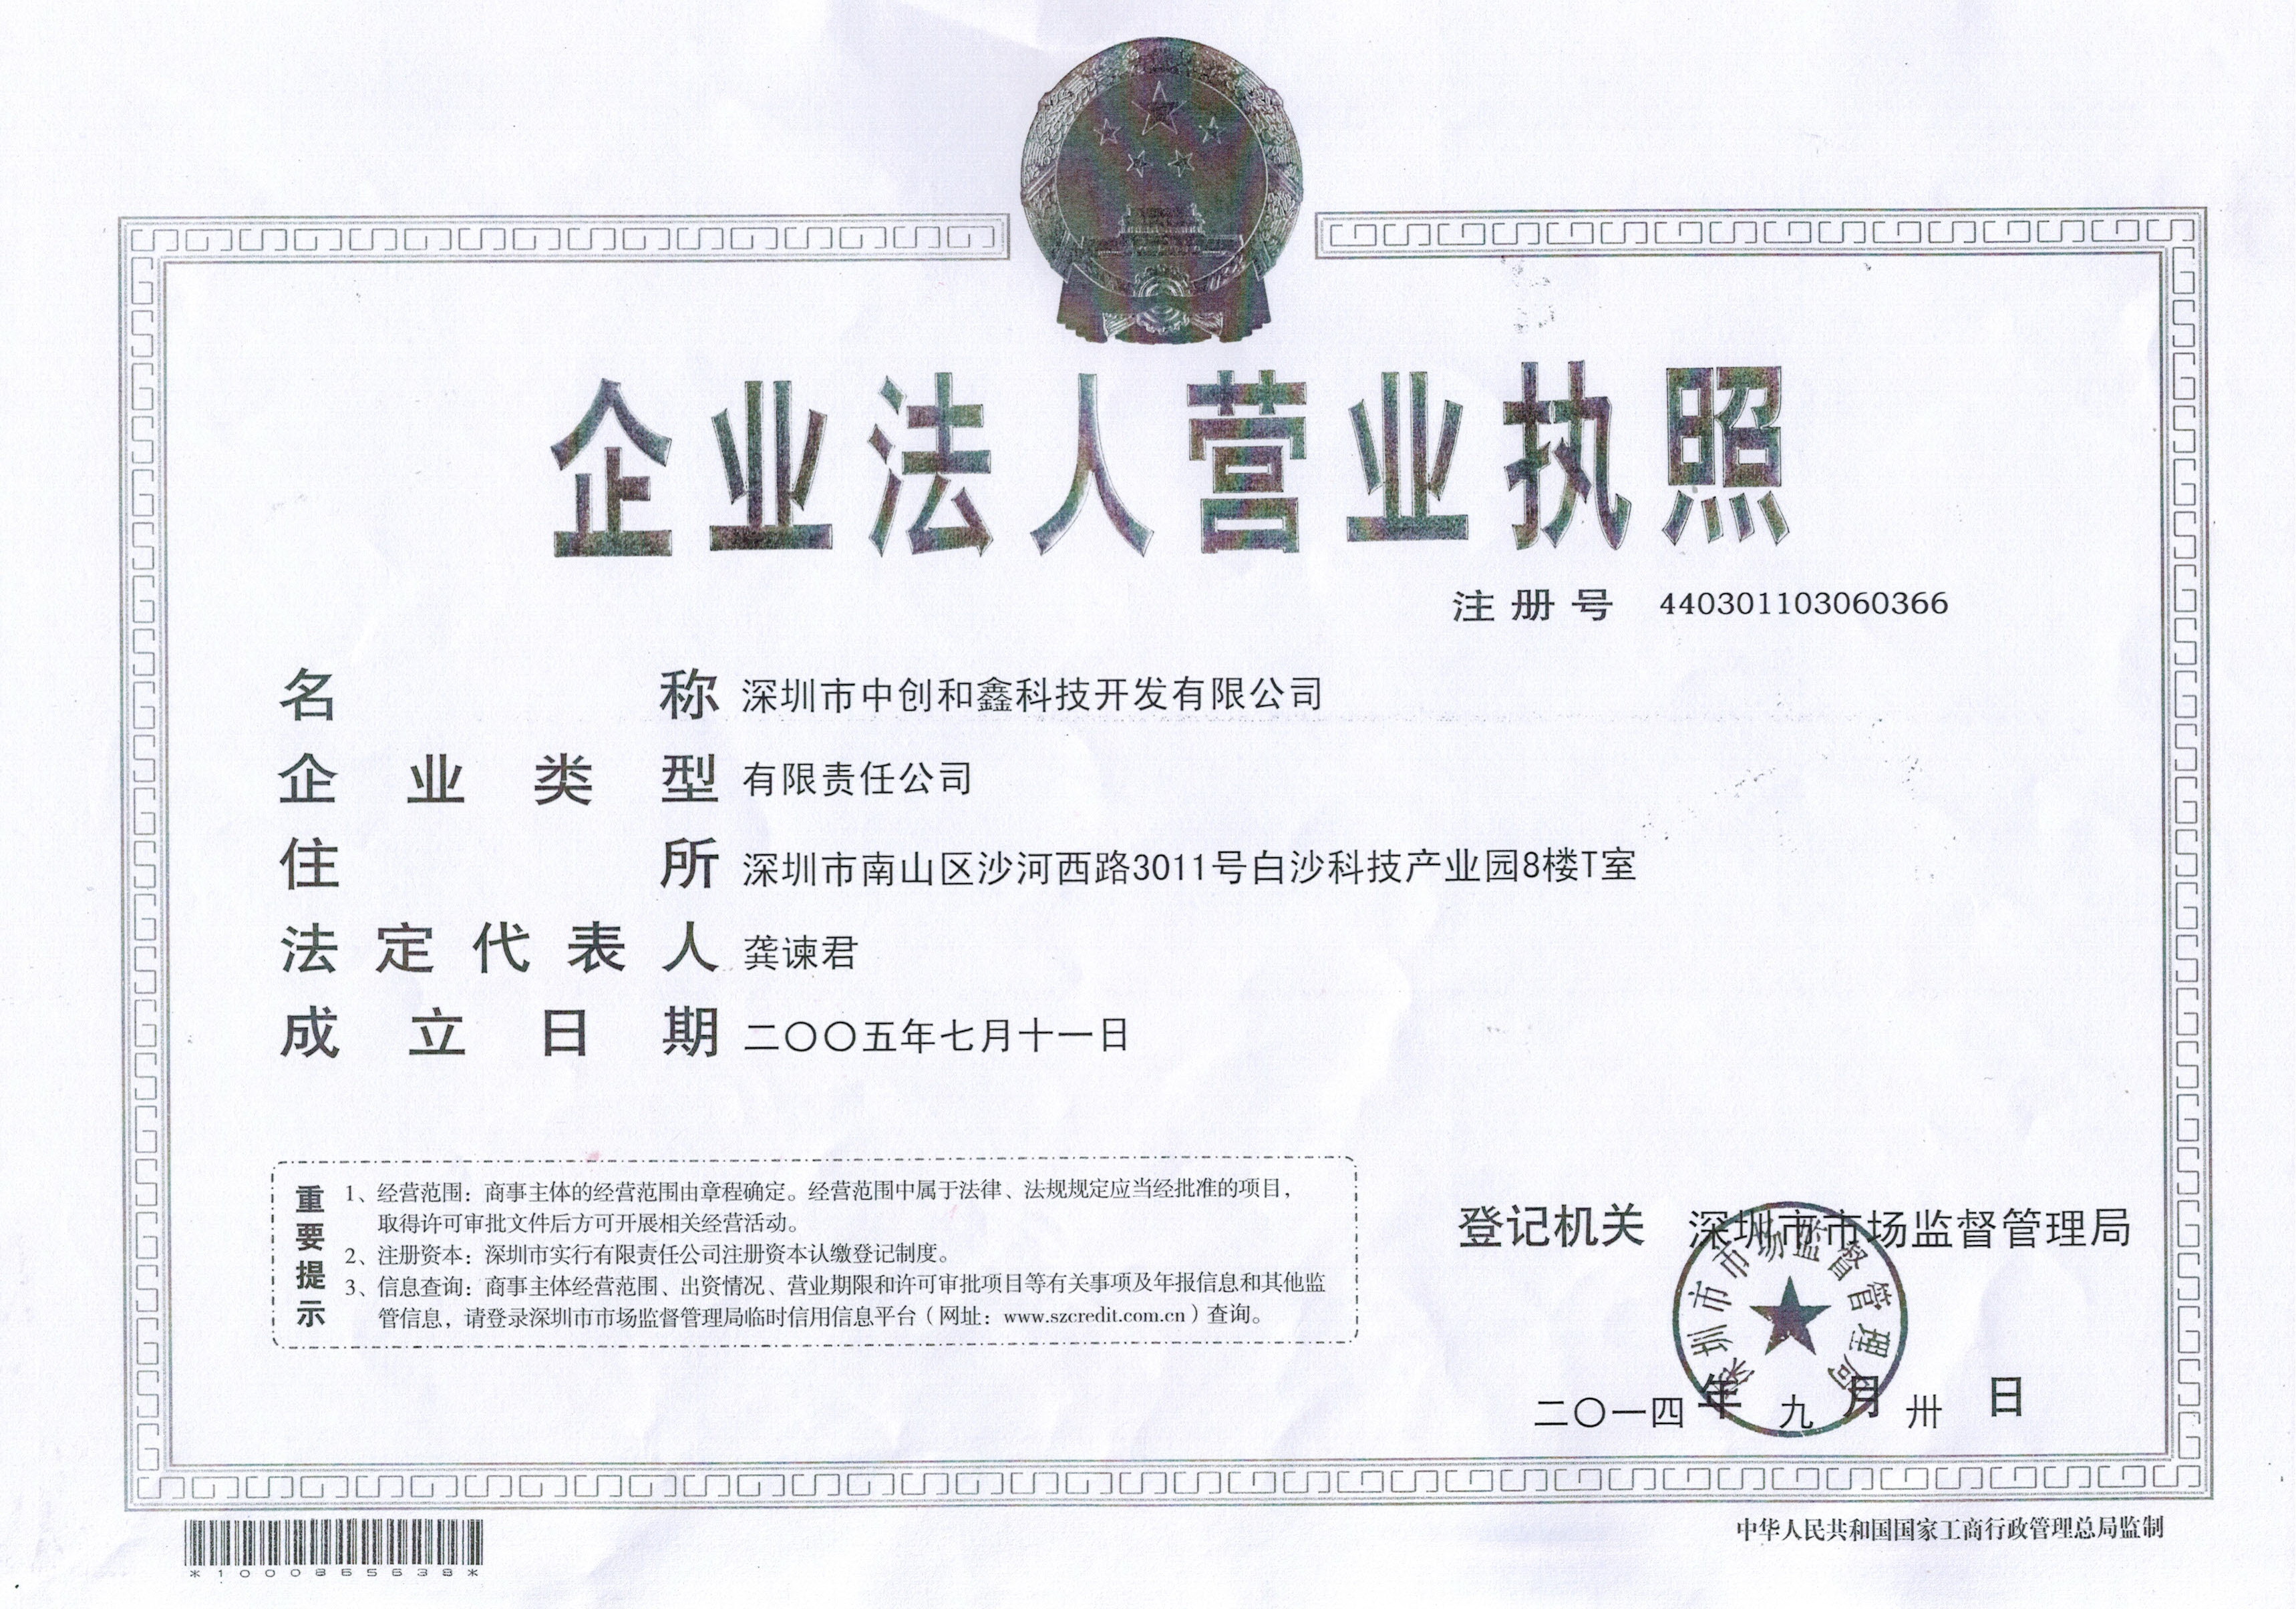 企业法人营业执照
注册号 440301103060366
名称 深圳市中创和鑫科技开发有限公司
企业类型 有限责任公司
住所 深圳市南山区沙河西路3011号白沙科技产业园8楼T室
法定代表人 龚谏君
成立日期 二〇〇五年七月十一日
重要提示
1、经营范围：商事主体的经营范围由章程确定。经营范围中属于法律、法规规定应当经批准的项目，
取得许可审批文件后方可开展相关经营活动。
2、注册资本：深圳市实行有限责任公司注册资本认缴登记制度。
3、信息查询：商事主体经营范围、出资情况、营业期限和许可审批项目等有关事项及年报信息和其他监
管信息，请登录深圳市市场监督管理局临时信用信息平台（网址：www.szcredit.com.cn）查询。
登记机关 深圳市市场监督管理局
深圳市市场监督管理局
二〇一四年九月卅日
中华人民共和国国家工商行政管理总局监制